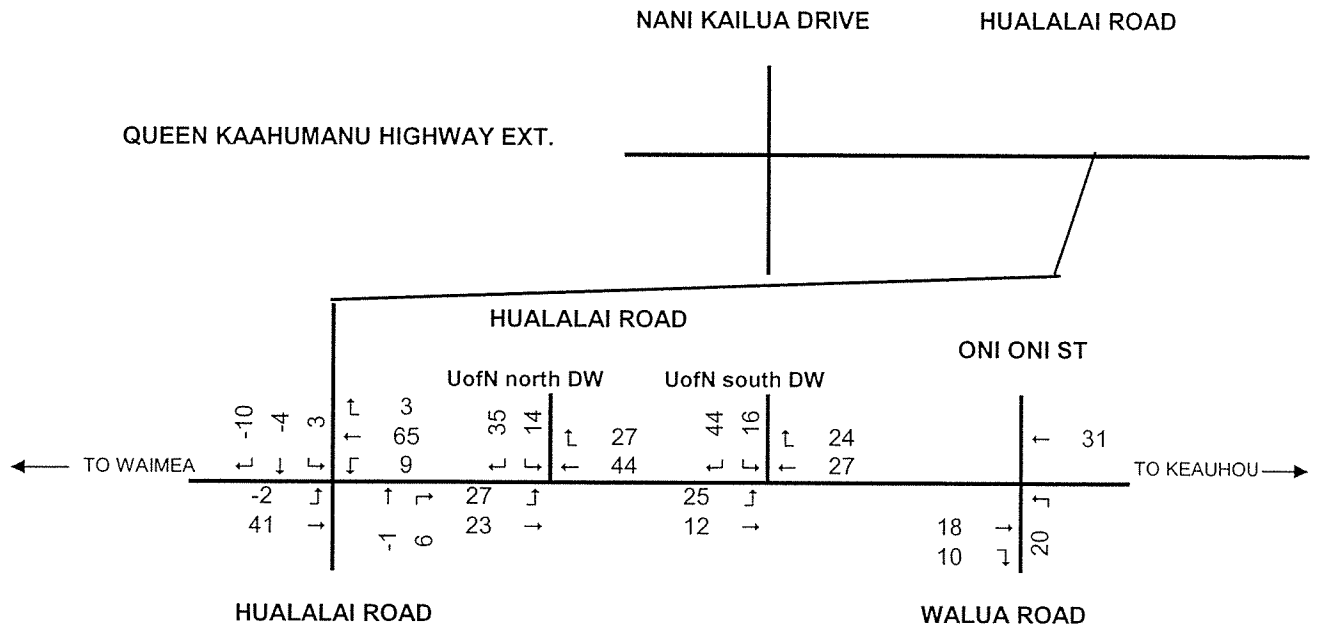 NANI KAILUA DRIVE HUALALAI ROAD
QUEEN KAAHUMANU HIGHWAY EXT.
HUALALAI ROAD
ONI ONI ST
UofN north DW UofN south DW
-10 -4 3 3 35 14 27 44 16 24
65 44 27 31
9
← TO WAIMEA TO KEAUHOU →
-2 27 25
41 23 12 18 20
-1 6 10
HUALALAI ROAD WALUA ROAD